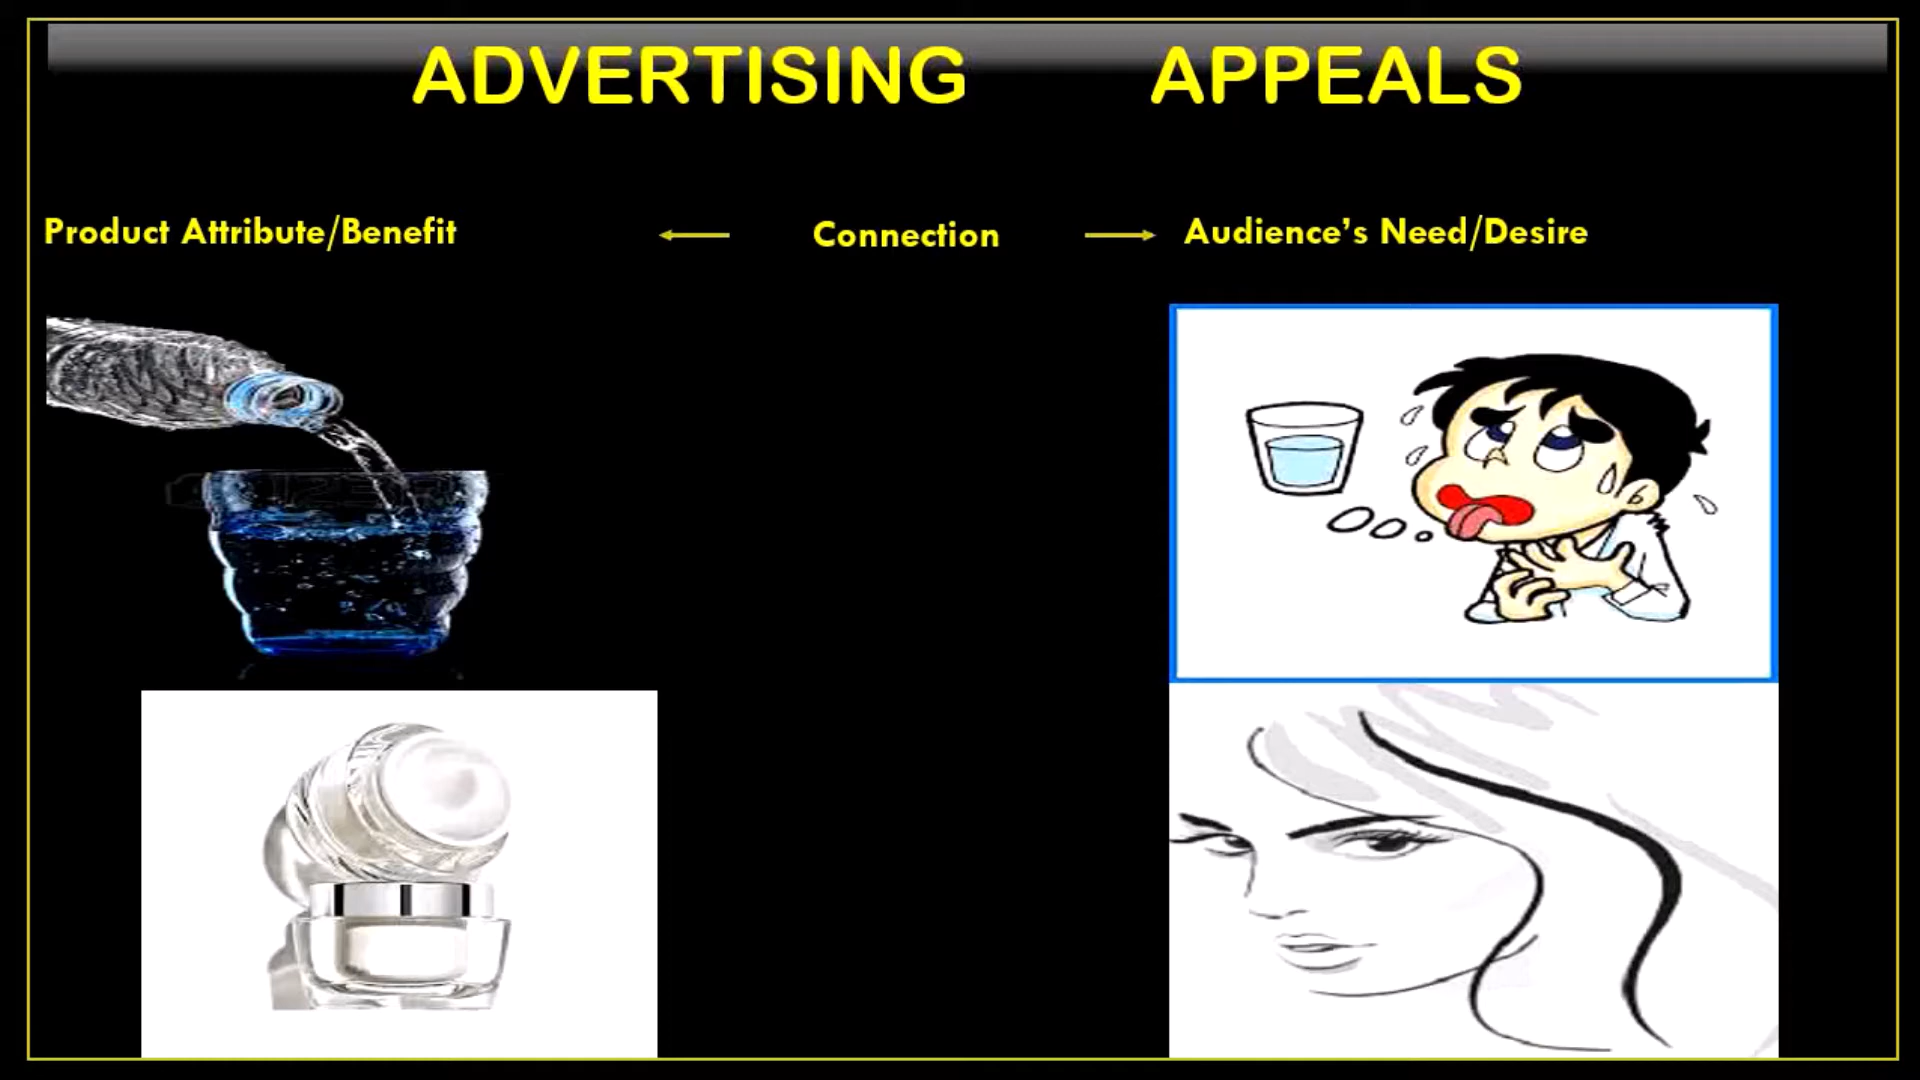 ADVERTISING APPEALS
Product Attribute/Benefit
Connection
Audience's Need/Desire